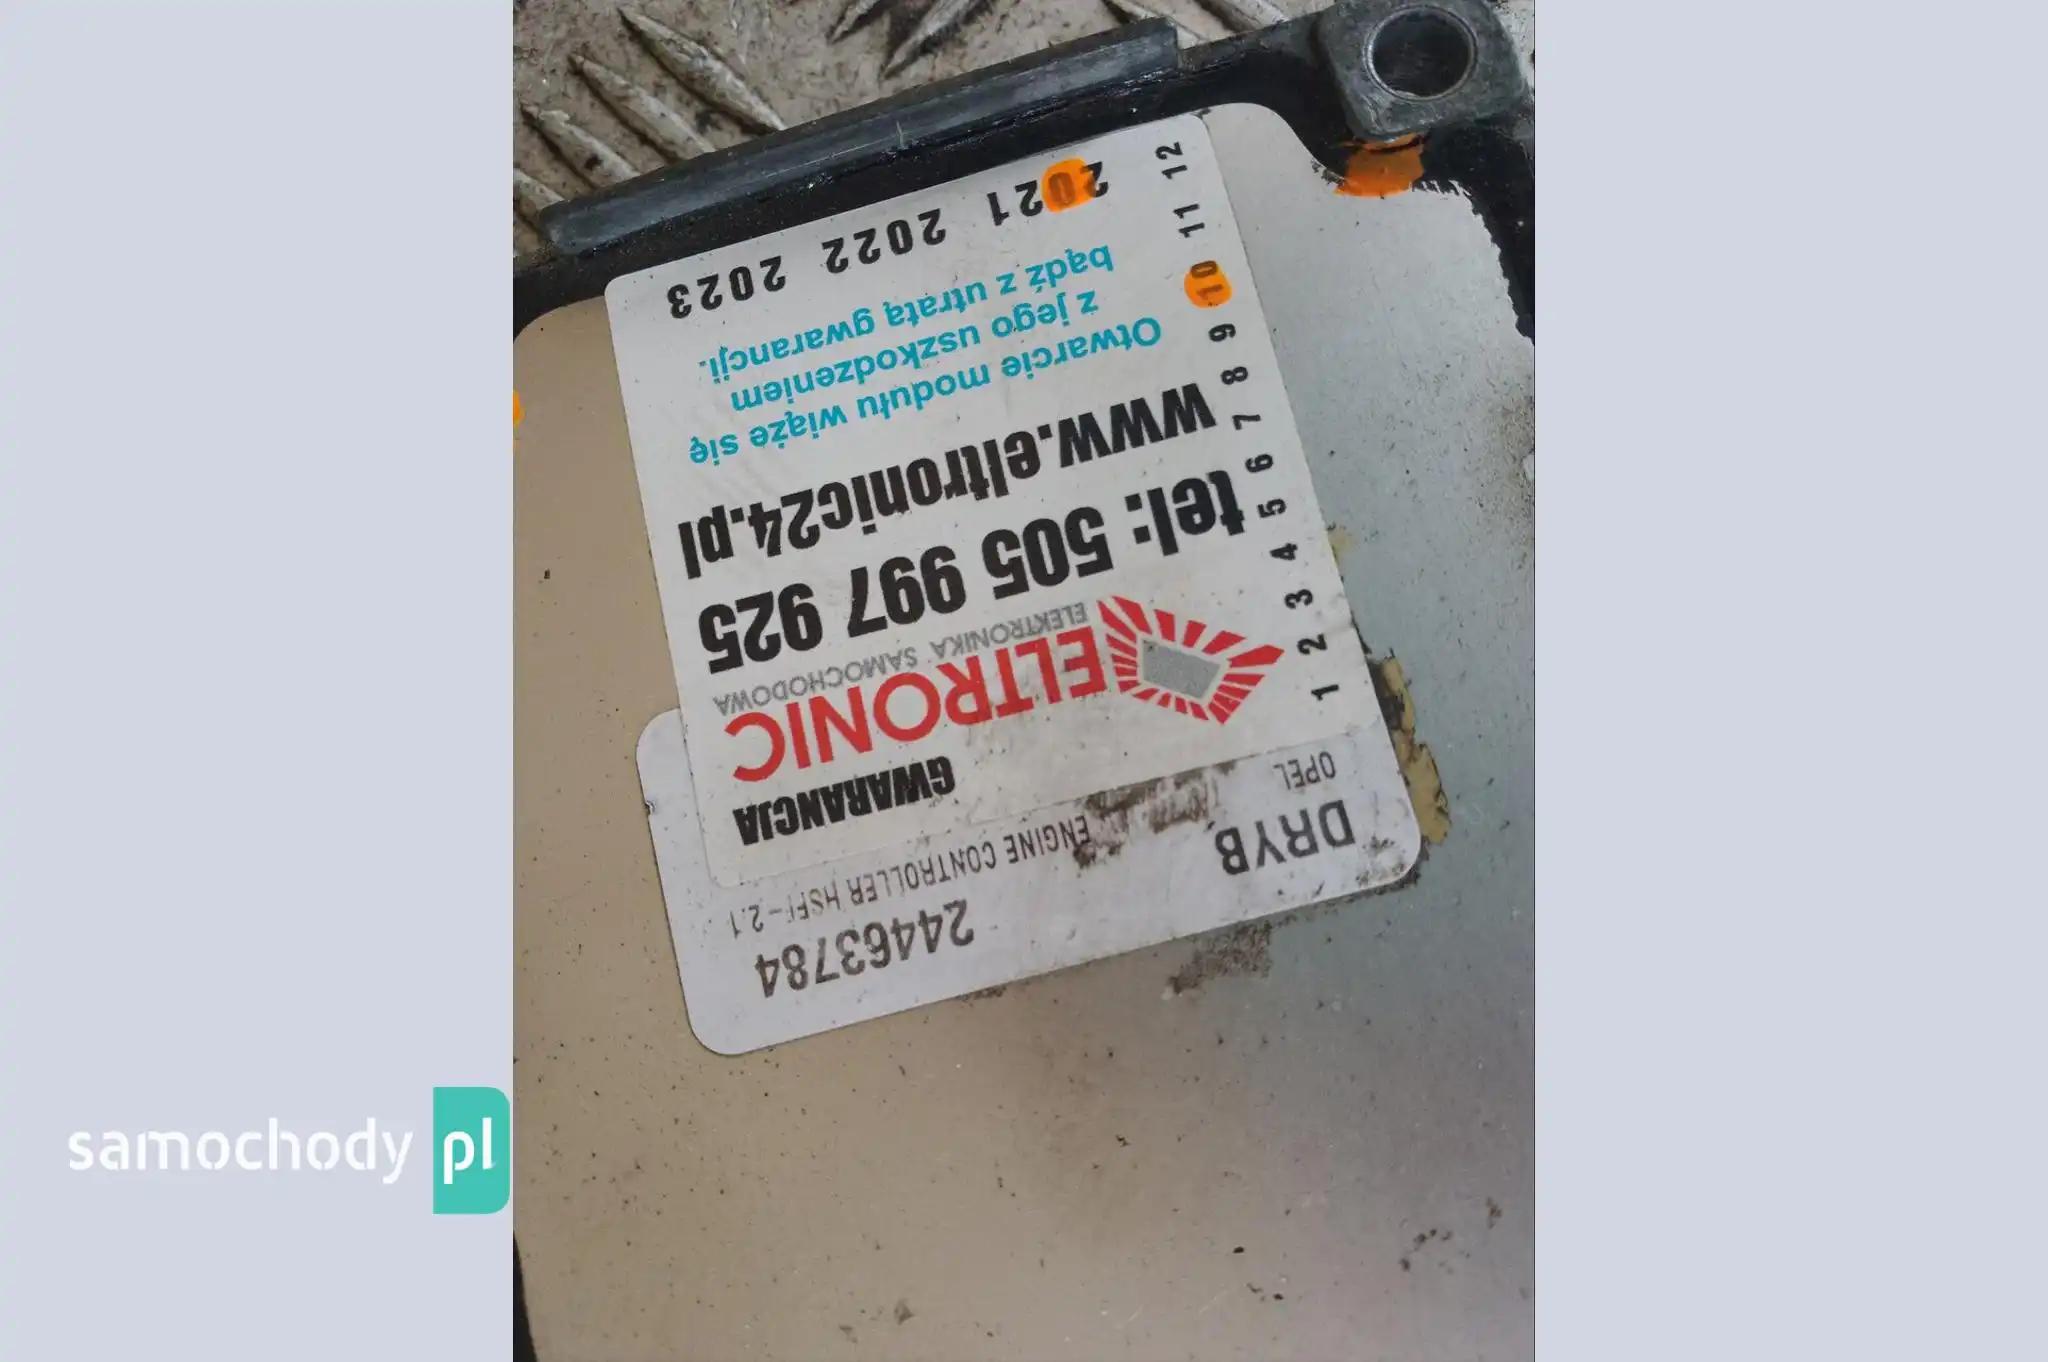 24463784
ENGINE CONTROLLER HSFI-2.1
DRYB
OPEL
GWARANCJA
ELTRONIC
ELEKTRONIKA SAMOCHODOWA
tel: 505 997 925
www.eltronic24.pl
Otwarcie modułu wiąże się
z jego uszkodzeniem
bądź z utratą gwarancji.
2021 2022 2023
1 2 3 4 5 6 7 8 9 10 11 12
samochody pl